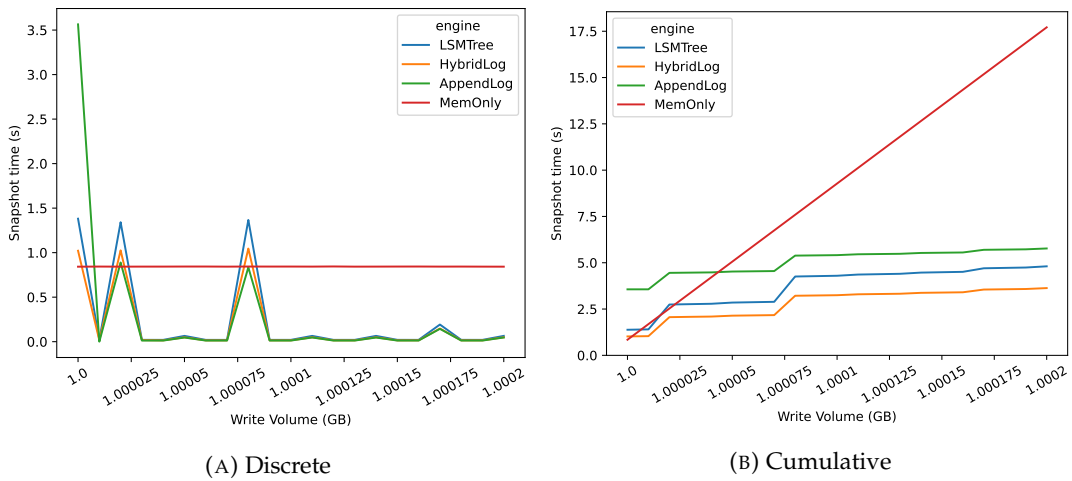 Snapshot time (s)
3.5
3.0
2.5
2.0
1.5
1.0
0.5
0.0
engine
LSMTree
HybridLog
AppendLog
MemOnly
1.0
1.000025
1.00005
1.000075
1.0001
1.000125
1.00015
1.000175
1.0002
Write Volume (GB)
(A) Discrete
Snapshot time (s)
17.5
15.0
12.5
10.0
7.5
5.0
2.5
0.0
engine
LSMTree
HybridLog
AppendLog
MemOnly
1.0
1.000025
1.00005
1.000075
1.0001
1.000125
1.00015
1.000175
1.0002
Write Volume (GB)
(B) Cumulative